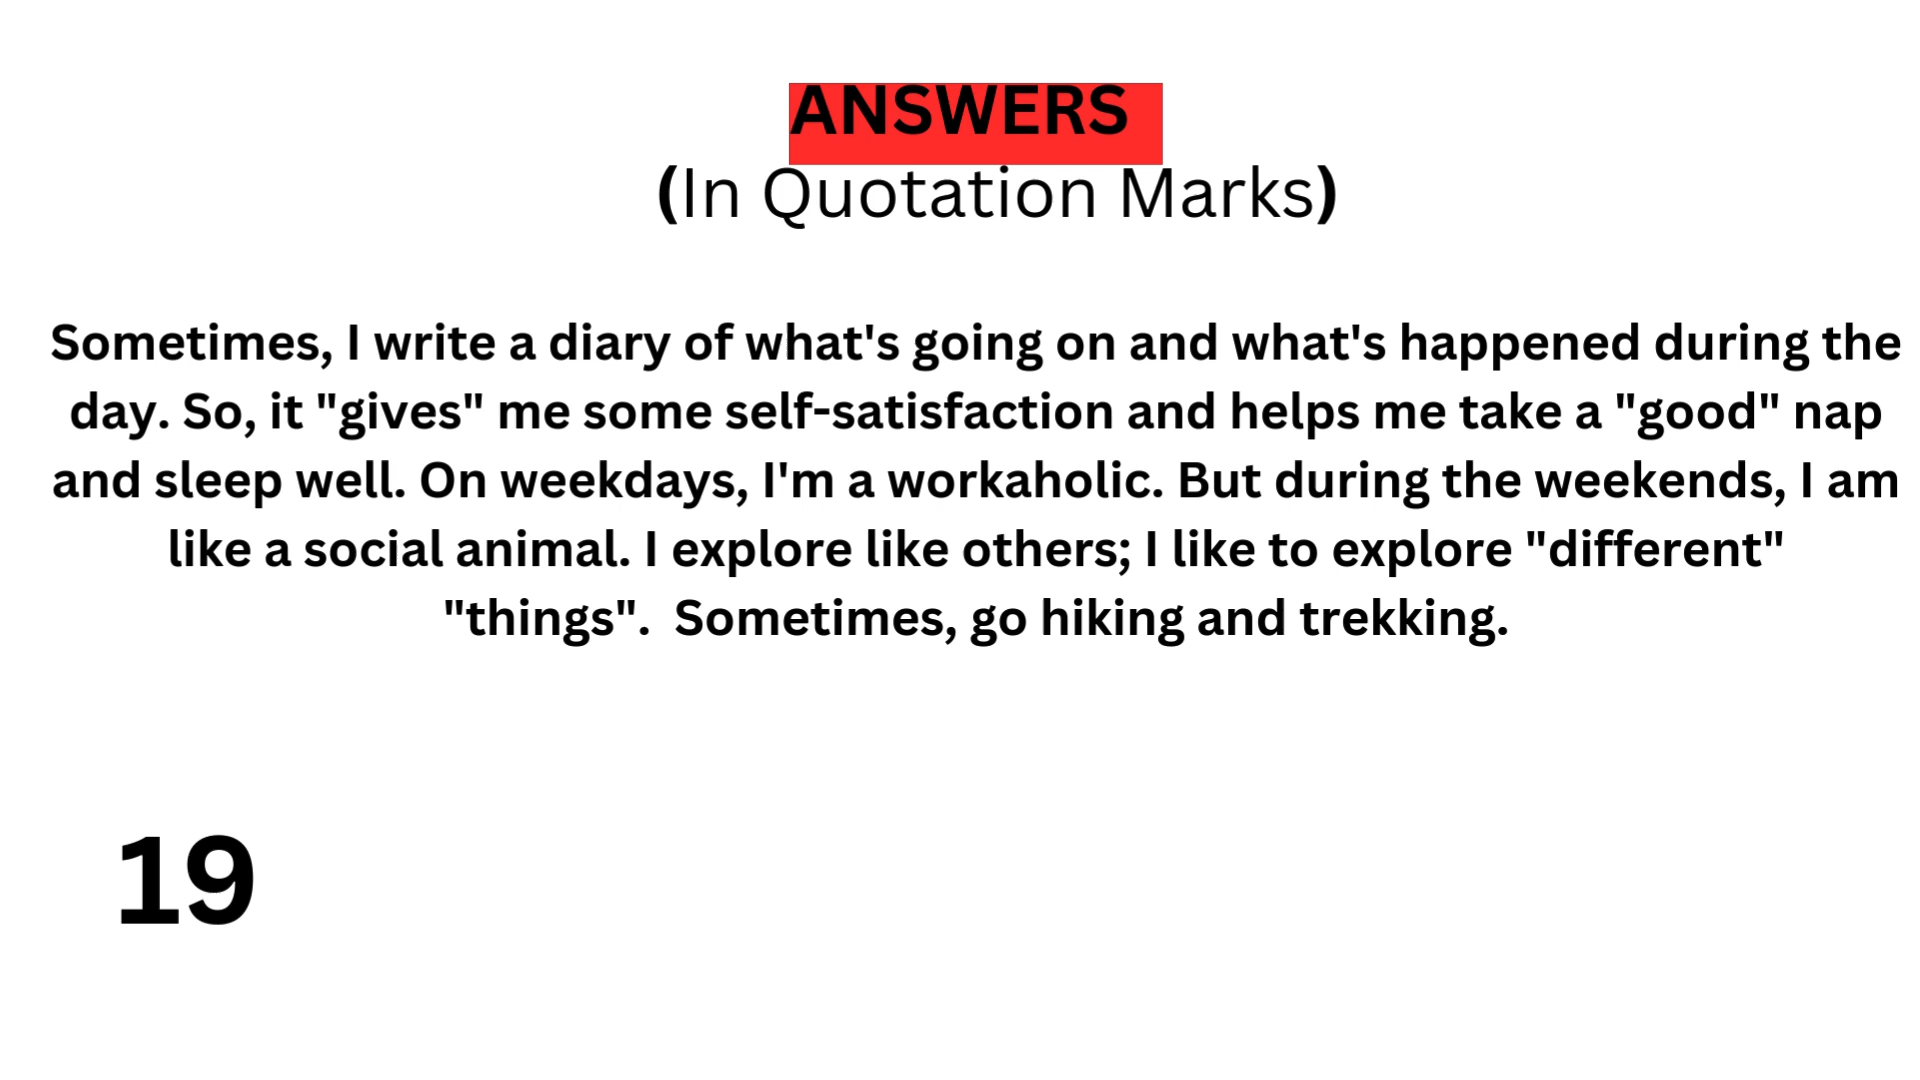 ANSWERS
(In Quotation Marks)
Sometimes, I write a diary of what's going on and what's happened during the
day. So, it "gives" me some self-satisfaction and helps me take a "good" nap
and sleep well. On weekdays, I'm a workaholic. But during the weekends, I am
like a social animal. I explore like others; I like to explore "different"
"things".  Sometimes, go hiking and trekking.
19